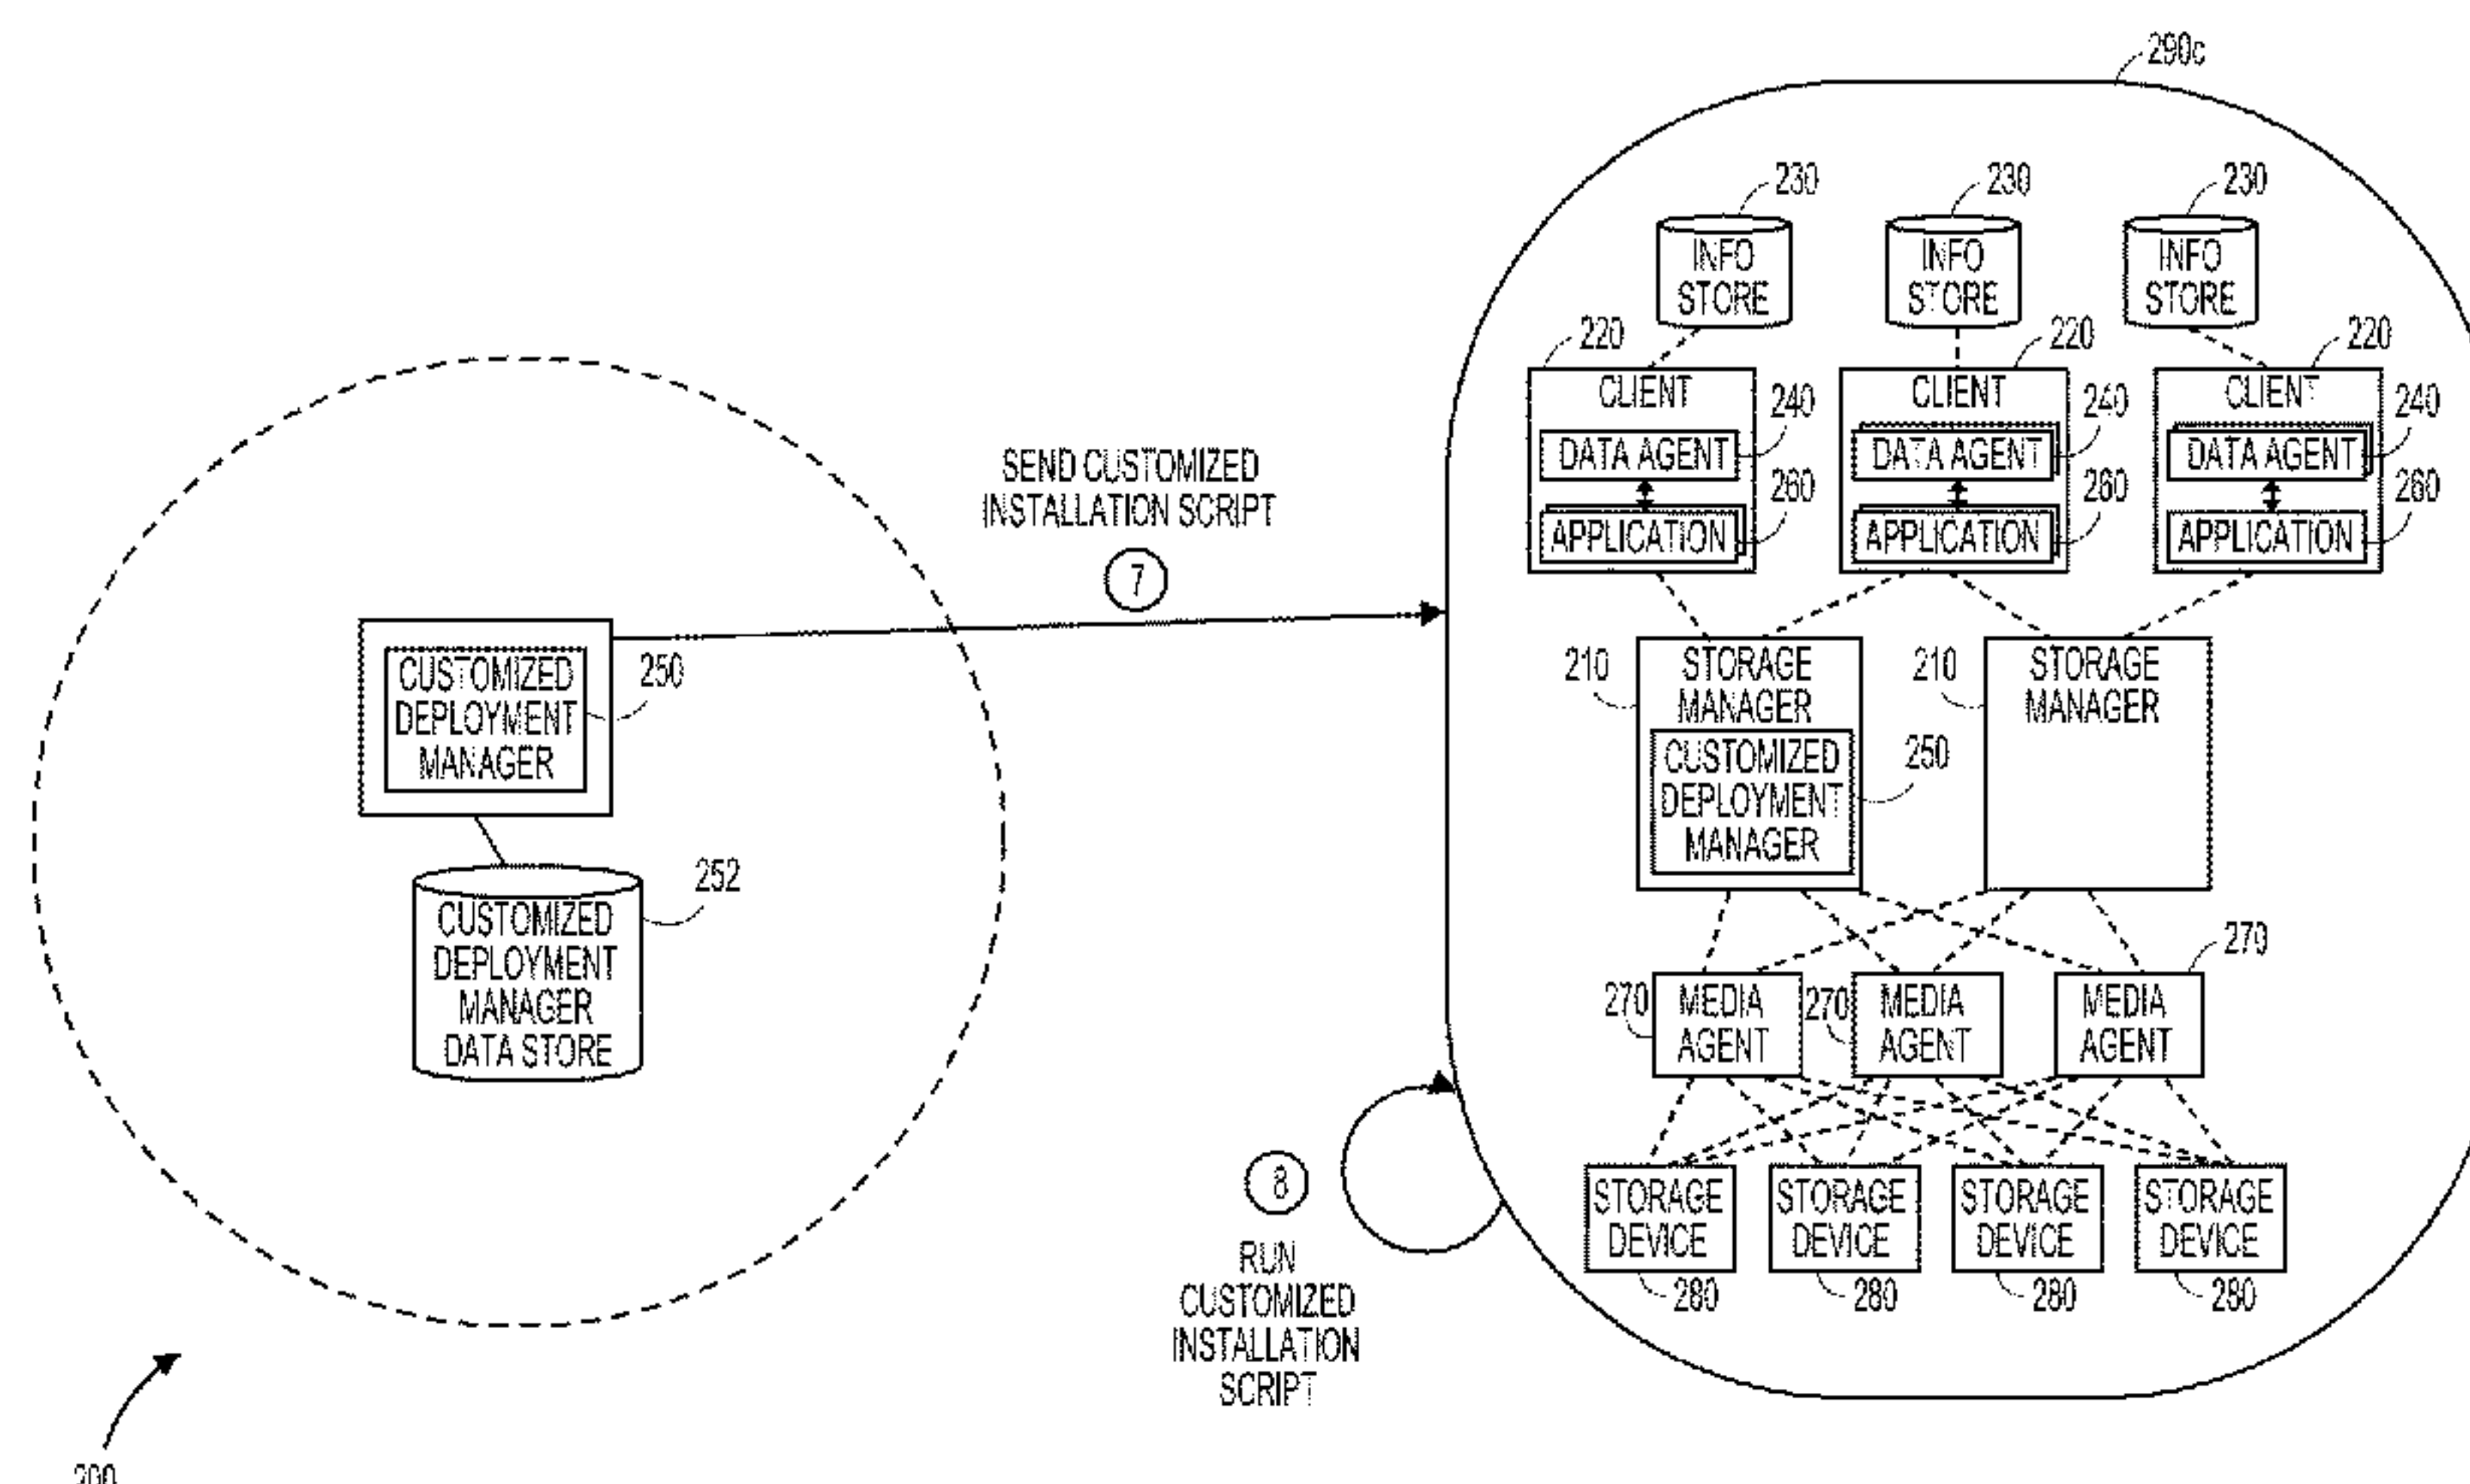 290c
230
230
230
INFO
STORE
INFO
STORE
INFO
STORE
220
220
220
CLIENT
240
DATA AGENT
260
APPLICATION
CLIENT
240
DATA AGENT
260
APPLICATION
CLIENT
240
DATA AGENT
260
APPLICATION
SEND CUSTOMIZED
INSTALLATION SCRIPT
7
CUSTOMIZED
DEPLOYMENT
MANAGER
250
252
CUSTOMIZED
DEPLOYMENT
MANAGER
DATA STORE
210
STORAGE
MANAGER
CUSTOMIZED
DEPLOYMENT
MANAGER
250
210
STORAGE
MANAGER
270
MEDIA
AGENT
270
MEDIA
AGENT
270
MEDIA
AGENT
8
RUN
CUSTOMIZED
INSTALLATION
SCRIPT
STORAGE
DEVICE
280
STORAGE
DEVICE
280
STORAGE
DEVICE
280
STORAGE
DEVICE
280